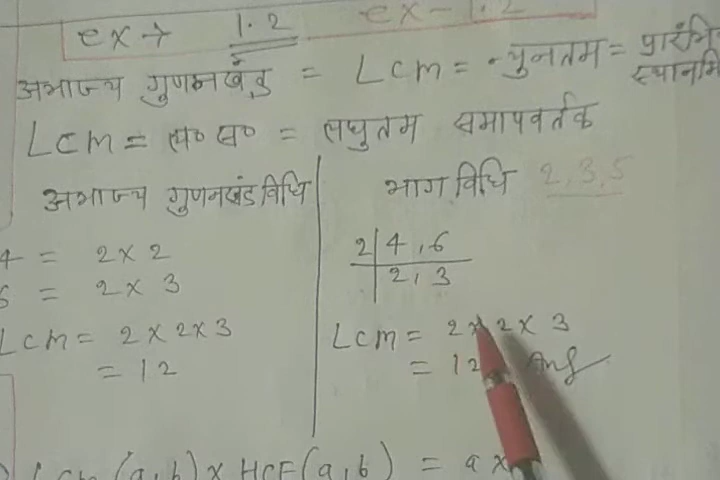 ex → 1.2 ex - 1.2
अभाज्य गुणनखंड = LCM = न्युनतम = प्रारंभि
स्थानभि
LCM = ल० स० = लघुतम समापवर्तक
अभाज्य गुणनखंड विधि
4 = 2 x 2
6 = 2 x 3
LCM = 2 x 2 x 3
= 12
भाग विधि 2, 3, 5
2 | 4, 6
2, 3
LCM = 2 x 2 x 3
= 12 Ans
LCM (a, b) x HCF (a, b) = a x